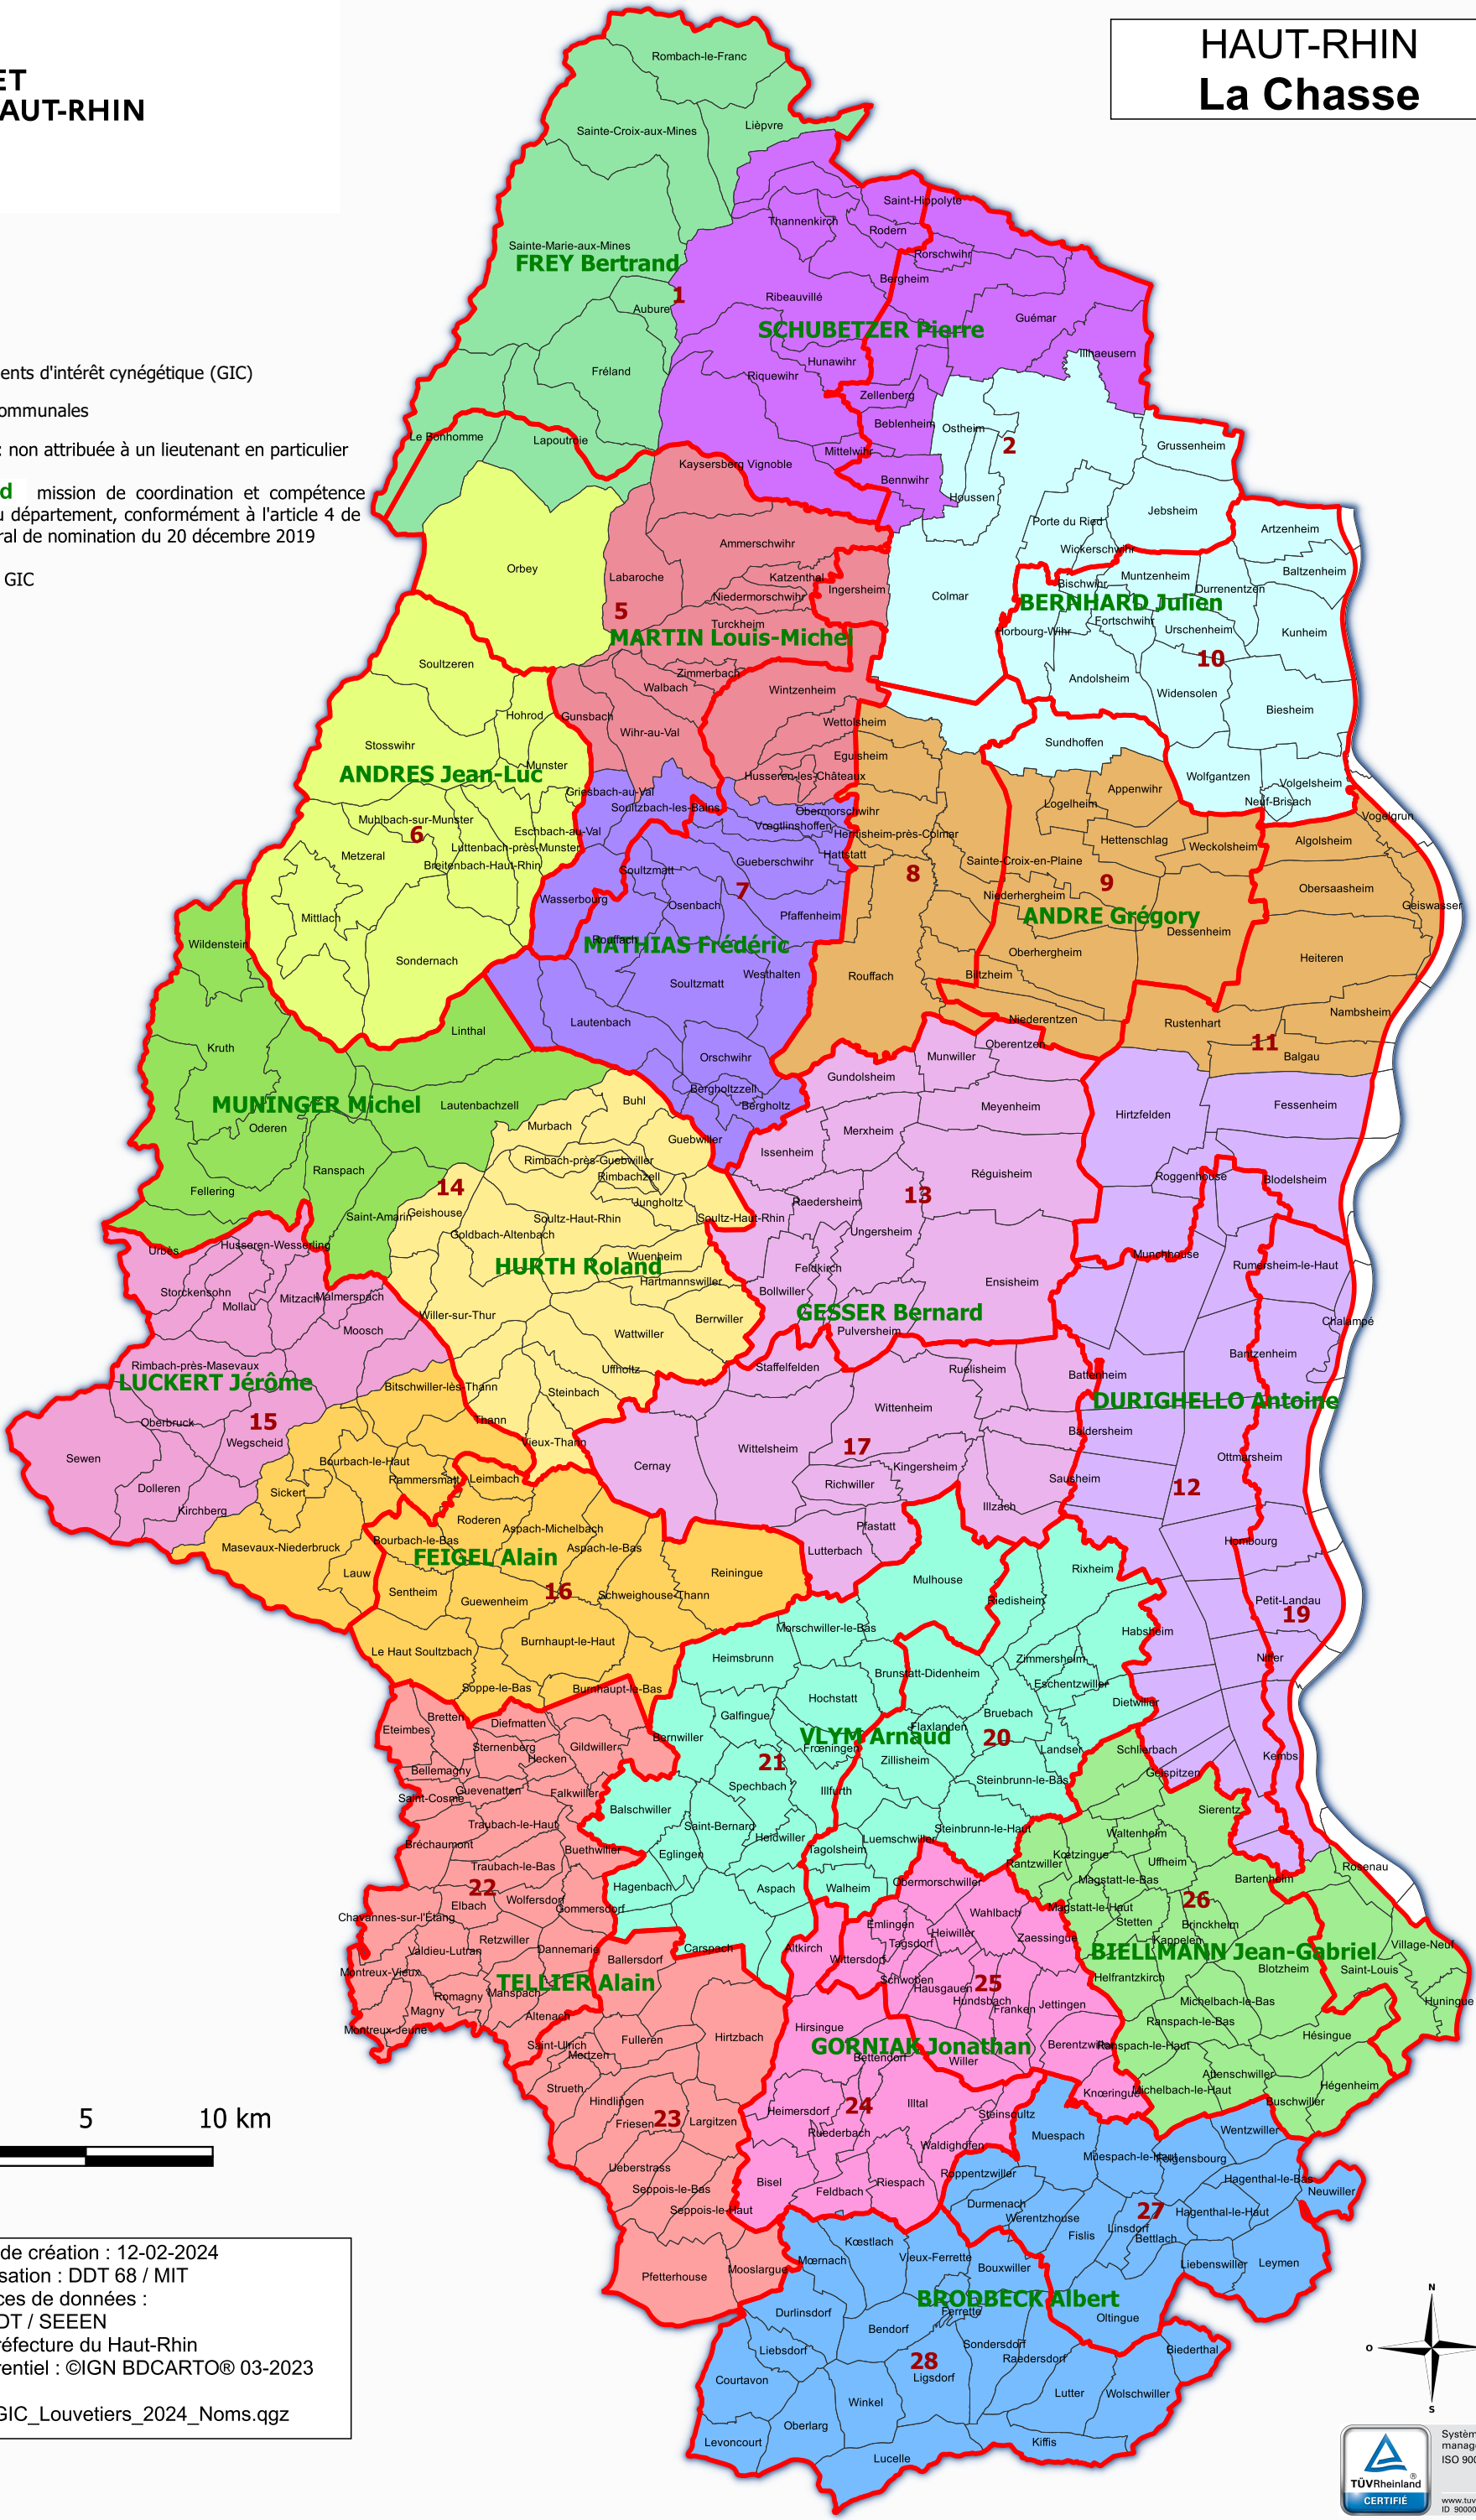 ET
AUT-RHIN
HAUT-RHIN
La Chasse
ents d'intérêt cynégétique (GIC)
ommunales
: non attribuée à un lieutenant en particulier
d mission de coordination et compétence
u département, conformément à l'article 4 de
ral de nomination du 20 décembre 2019
GIC
Rombach-le-Franc
Sainte-Croix-aux-Mines
Lièpvre
Sainte-Marie-aux-Mines
FREY Bertrand
1
Aubure
Fréland
Le Bonhomme
Lapoutroie
Saint-Hippolyte
Thannenkirch
Rodern
Rorschwihr
Bergheim
Ribeauvillé
Guémar
SCHUBETZER Pierre
Illhaeusern
Hunawihr
Riquewihr
Zellenberg
Beblenheim
Mittelwihr
Bennwihr
Kaysersberg Vignoble
Ostheim
2
Grussenheim
Houssen
Jebsheim
Porte du Ried
Wickerschwihr
Artzenheim
Baltzenheim
Colmar
Bischwihr
Muntzenheim
Durrenentzen
BERNHARD Julien
Fortschwihr
Urschenheim
Kunheim
Horbourg-Wihr
10
Andolsheim
Widensolen
Biesheim
Sundhoffen
Wolfgantzen
Volgelsheim
Neuf-Brisach
Orbey
Ammerschwihr
Labaroche
Katzenthal
Ingersheim
Niedermorschwihr
5
Turckheim
MARTIN Louis-Michel
Zimmerbach
Walbach
Wintzenheim
Gunsbach
Wihr-au-Val
Wettolsheim
Eguisheim
Husseren-les-Châteaux
Soultzeren
Hohrod
Stosswihr
Munster
ANDRES Jean-Luc
Griesbach-au-Val
Soultzbach-les-Bains
Muhlbach-sur-Munster
6
Eschbach-au-Val
Luttenbach-près-Munster
Metzeral
Breitenbach-Haut-Rhin
Mittlach
Sondernach
Obermorschwihr
Vœgtlinshoffen
Herrlisheim-près-Colmar
Hattstatt
Gueberschwihr
Soultzmatt
7
Wasserbourg
Osenbach
Pfaffenheim
Rouffach
MATHIAS Frédéric
Westhalten
Soultzmatt
Lautenbach
Orschwihr
Bergholtzzell
Bergholtz
8
Rouffach
Logelheim
Appenwihr
Hettenschlag
Weckolsheim
Vogelgrun
Algolsheim
Sainte-Croix-en-Plaine
9
Niederhergheim
ANDRE Grégory
Obersaasheim
Geiswasser
Dessenheim
Oberhergheim
Heiteren
Biltzheim
Niederentzen
Nambsheim
Rustenhart
11
Balgau
Wildenstein
Linthal
Kruth
MUNINGER Michel
Oderen
Lautenbachzell
Ranspach
Fellering
14
Saint-Amarin
Buhl
Murbach
Guebwiller
Rimbach-près-Guebwiller
Rimbachzell
Jungholtz
Geishouse
Soultz-Haut-Rhin
Soultz-Haut-Rhin
Goldbach-Altenbach
Wuenheim
HURTH Roland
Hartmannswiller
Willer-sur-Thur
Berrwiller
Wattwiller
Uffholtz
Steinbach
Thann
Vieux-Thann
Oberentzen
Munwiller
Gundolsheim
Meyenheim
Merxheim
Issenheim
Réguisheim
13
Raedersheim
Ungersheim
Feldkirch
Ensisheim
Bollwiller
GESSER Bernard
Pulversheim
Staffelfelden
Ruelisheim
Wittenheim
17
Wittelsheim
Cernay
Kingersheim
Richwiller
Illzach
Pfastatt
Lutterbach
Hirtzfelden
Fessenheim
Roggenhouse
Blodelsheim
Munchhouse
Rumersheim-le-Haut
Chalampé
Bantzenheim
Battenheim
DURIGHELLO Antoine
Baldersheim
Ottmarsheim
Sausheim
12
Hombourg
Petit-Landau
19
Niffer
Habsheim
Dietwiller
Schlierbach
Kembs
Geispitzen
Urbès
Husseren-Wesserling
Storckensohn
Mollau
Mitzach
Malmerspach
Moosch
Rimbach-près-Masevaux
LUCKERT Jérôme
15
Oberbruck
Wegscheid
Sewen
Dolleren
Kirchberg
Bitschwiller-lès-Thann
Bourbach-le-Haut
Rammersmatt
Leimbach
Sickert
Roderen
Aspach-Michelbach
Bourbach-le-Bas
Aspach-le-Bas
Masevaux-Niederbruck
FEIGEL Alain
Reiningue
Lauw
Sentheim
16
Schweighouse-Thann
Guewenheim
Burnhaupt-le-Haut
Le Haut Soultzbach
Soppe-le-Bas
Burnhaupt-le-Bas
Mulhouse
Rixheim
Riedisheim
Morschwiller-le-Bas
Heimsbrunn
Brunstatt-Didenheim
Zimmersheim
Eschentzwiller
Hochstatt
Galfingue
Bruebach
Flaxlanden
VLYM Arnaud
20
Bernwiller
Frœningen
Landser
21
Zillisheim
Steinbrunn-le-Bas
Spechbach
Illfurth
Balschwiller
Saint-Bernard
Heidwiller
Luemschwiller
Steinbrunn-le-Haut
Eglingen
Tagolsheim
Hagenbach
Aspach
Walheim
Carspach
Eteimbes
Bretten
Diefmatten
Sternenberg
Hecken
Gildwiller
Bellemagny
Guevenatten
Falkwiller
Saint-Cosme
Traubach-le-Haut
Bréchaumont
Buethwiller
Traubach-le-Bas
22
Wolfersdorf
Elbach
Gommersdorf
Chavannes-sur-l'Étang
Retzwiller
Valdieu-Lutran
Dannemarie
Ballersdorf
Montreux-Vieux
TELLIER Alain
Manspach
Romagny
Magny
Altenach
Montreux-Jeune
Saint-Ulrich
Fulleren
Hirtzbach
Mertzen
Strueth
Hindlingen
Friesen
23
Largitzen
Ueberstrass
Seppois-le-Bas
Seppois-le-Haut
Pfetterhouse
Mooslargue
Obermorschwiller
Emlingen
Wahlbach
Heiwiller
Altkirch
Tagsdorf
Zaessingue
Wittersdorf
Schwoben
Hausgauen
25
Hundsbach
Jettingen
Franken
Hirsingue
GORNIAK Jonathan
Berentzwiller
Bettendorf
Willer
Knœringue
Heimersdorf
24
Illtal
Steinsoultz
Ruederbach
Waldighofen
Bisel
Riespach
Feldbach
Sierentz
Waltenheim
Kœtzingue
Rantzwiller
Uffheim
Rosenau
Magstatt-le-Bas
Bartenheim
Magstatt-le-Haut
26
Stetten
Brinckheim
Kappelen
Village-Neuf
BIELLMANN Jean-Gabriel
Blotzheim
Saint-Louis
Helfrantzkirch
Michelbach-le-Bas
Huningue
Ranspach-le-Bas
Hésingue
Ranspach-le-Haut
Attenschwiller
Hégenheim
Michelbach-le-Haut
Buschwiller
Wentzwiller
Muespach
Muespach-le-Haut
Folgensbourg
Roppentzwiller
Hagenthal-le-Bas
Neuwiller
Durmenach
27
Hagenthal-le-Haut
Werentzhouse
Linsdorf
Fislis
Bettlach
Liebenswiller
Leymen
Kœstlach
Mœrnach
Vieux-Ferrette
Bouxwiller
BRODBECK Albert
Ferrette
Oltingue
Durlinsdorf
Bendorf
Sondersdorf
Biederthal
Liebsdorf
28
Raedersdorf
Ligsdorf
Courtavon
Lutter
Wolschwiller
Winkel
Oberlarg
Levoncourt
Kiffis
Lucelle
5
10 km
de création : 12-02-2024
sation : DDT 68 / MIT
ces de données :
DT / SEEEN
réfecture du Haut-Rhin
rentiel : ©IGN BDCARTO® 03-2023
GIC_Louvetiers_2024_Noms.qgz
N
O
S
TÜVRheinland
®
CERTIFIÉ
Systèm
manag
ISO 900
www.tuv
ID 90000